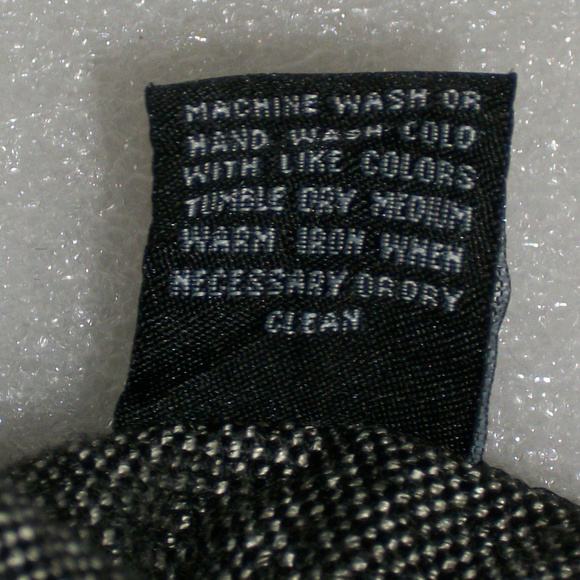 MACHINE WASH OR
HAND WASH COLD
WITH LIKE COLORS
TUMBLE DRY MEDIUM
WARM IRON WHEN
NECESSARY/OR DRY
CLEAN